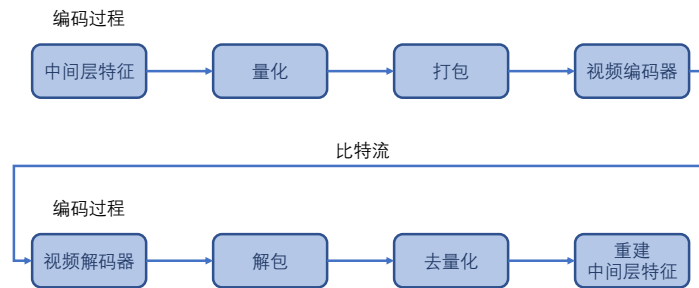 编码过程
中间层特征
量化
打包
视频编码器
比特流
编码过程
视频解码器
解包
去量化
重建
中间层特征